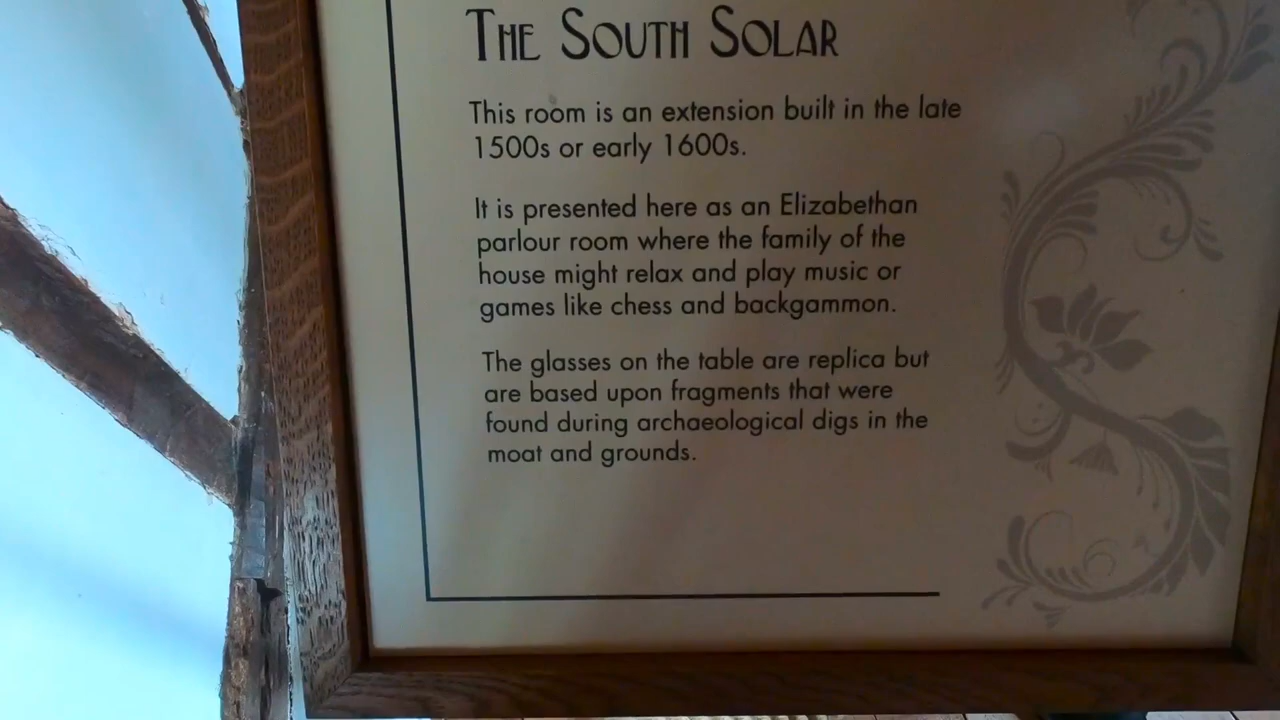 THE SOUTH SOLAR
This room is an extension built in the late
1500s or early 1600s.
It is presented here as an Elizabethan
parlour room where the family of the
house might relax and play music or
games like chess and backgammon.
The glasses on the table are replica but
are based upon fragments that were
found during archaeological digs in the
moat and grounds.